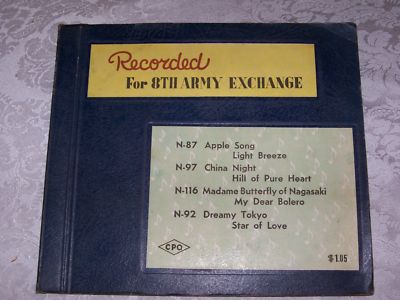 Recorded
For 8TH ARMY EXCHANGE
N-87 Apple Song
Light Breeze
N-97 China Night
Hill of Pure Heart
N-116 Madame Butterfly of Nagasaki
My Dear Bolero
N-92 Dreamy Tokyo
Star of Love
CPO
$1.05